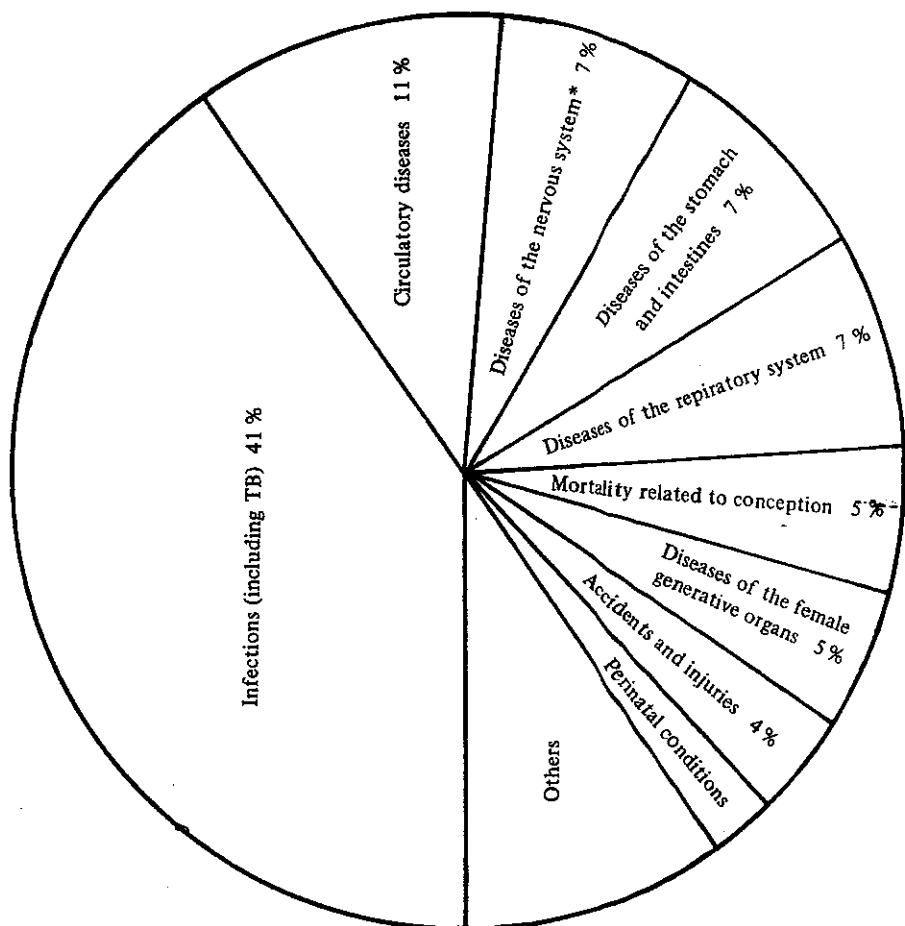 Circulatory diseases 11 %
Diseases of the nervous system* 7 %
Diseases of the stomach
and intestines 7 %
Diseases of the repiratory system 7 %
Mortality related to conception 5 %
Diseases of the female
generative organs 5 %
Accidents and injuries 4 %
Perinatal conditions
Others
Infections (including TB) 41 %